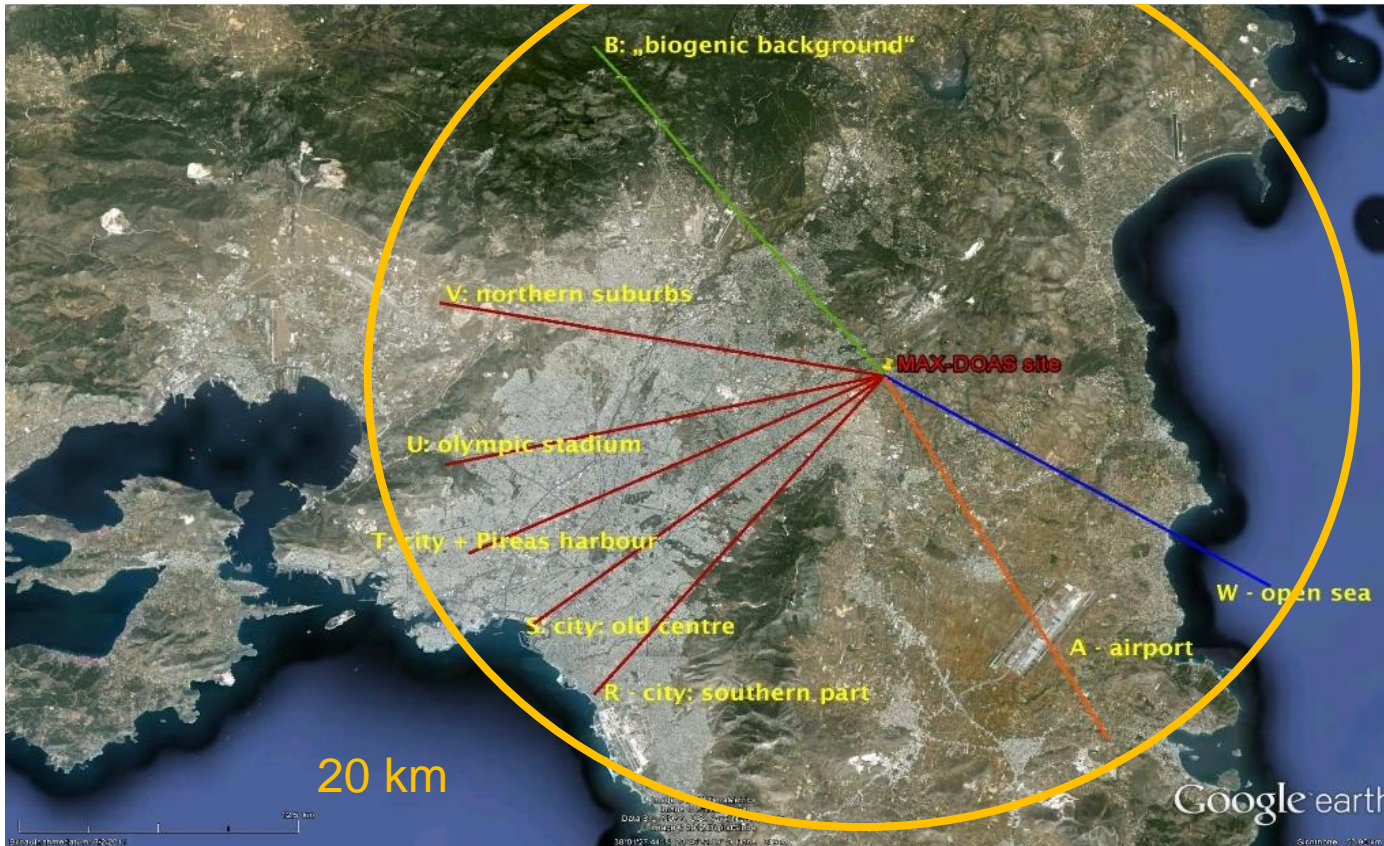 B: „biogenic background“
V: northern suburbs
MAX-DOAS site
U: olympic stadium
T: city + Pireas harbour
W - open sea
S: city: old centre
A - airport
R - city: southern part
20 km
Google earth
km